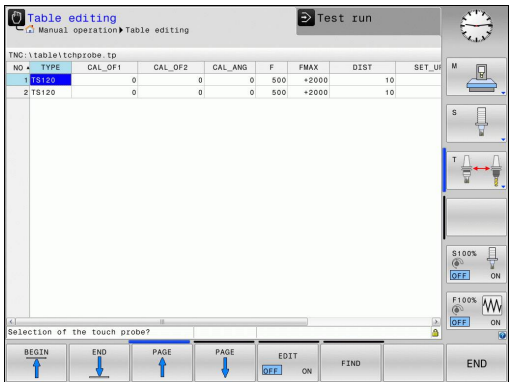 Table editing
Test run
Manual operation Table editing
TNC:\table\tchprobe.tp
NO TYPE CAL_OF1 CAL_OF2 CAL_ANG F FMAX DIST
1 TS120 0 0 0 500 +2000 10
2 TS120 0 0 0 500 +2000 10
Selection of the touch probe?
BEGIN END PAGE PAGE EDIT OFF ON FIND END
M
S
T
S100%
OFF ON
F100%
OFF ON